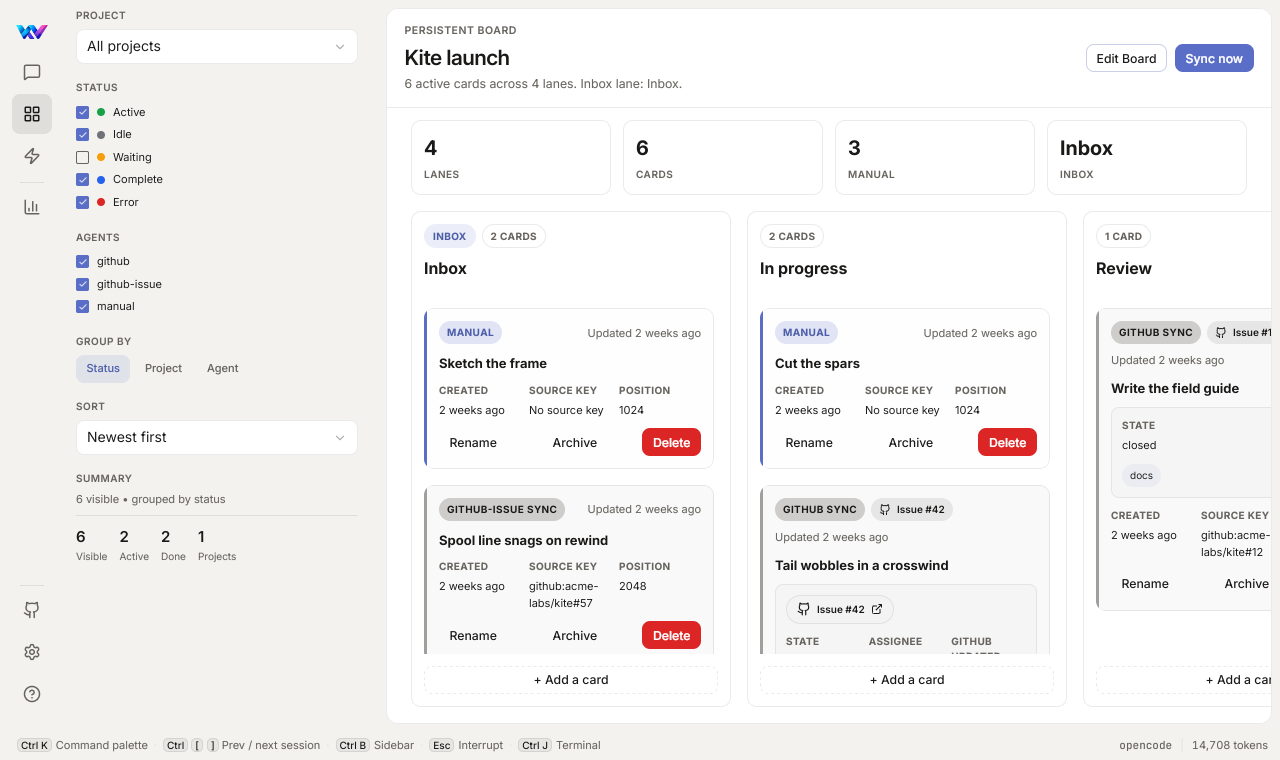 PROJECT
All projects
STATUS
Active
Idle
Waiting
Complete
Error
AGENTS
github
github-issue
manual
GROUP BY
Status Project Agent
SORT
Newest first
SUMMARY
6 visible • grouped by status
6 2 2 1
Visible Active Done Projects
PERSISTENT BOARD
Kite launch
6 active cards across 4 lanes. Inbox lane: Inbox.
Edit Board Sync now
4
LANES
6
CARDS
3
MANUAL
Inbox
INBOX
INBOX 2 CARDS
Inbox
MANUAL Updated 2 weeks ago
Sketch the frame
CREATED SOURCE KEY POSITION
2 weeks ago No source key 1024
Rename Archive Delete
GITHUB-ISSUE SYNC Updated 2 weeks ago
Spool line snags on rewind
CREATED SOURCE KEY POSITION
2 weeks ago github:acme- 2048
labs/kite#57
Rename Archive Delete
+ Add a card
2 CARDS
In progress
MANUAL Updated 2 weeks ago
Cut the spars
CREATED SOURCE KEY POSITION
2 weeks ago No source key 1024
Rename Archive Delete
GITHUB SYNC Issue #42
Updated 2 weeks ago
Tail wobbles in a crosswind
Issue #42
STATE ASSIGNEE GITHUB
+ Add a card
1 CARD
Review
GITHUB SYNC Issue #1
Updated 2 weeks ago
Write the field guide
STATE
closed
docs
CREATED SOURCE KEY
2 weeks ago github:acme-
labs/kite#12
Rename Archive
+ Add a car
Ctrl K Command palette Ctrl [ ] Prev / next session Ctrl B Sidebar Esc Interrupt Ctrl J Terminal
opencode 14,708 tokens